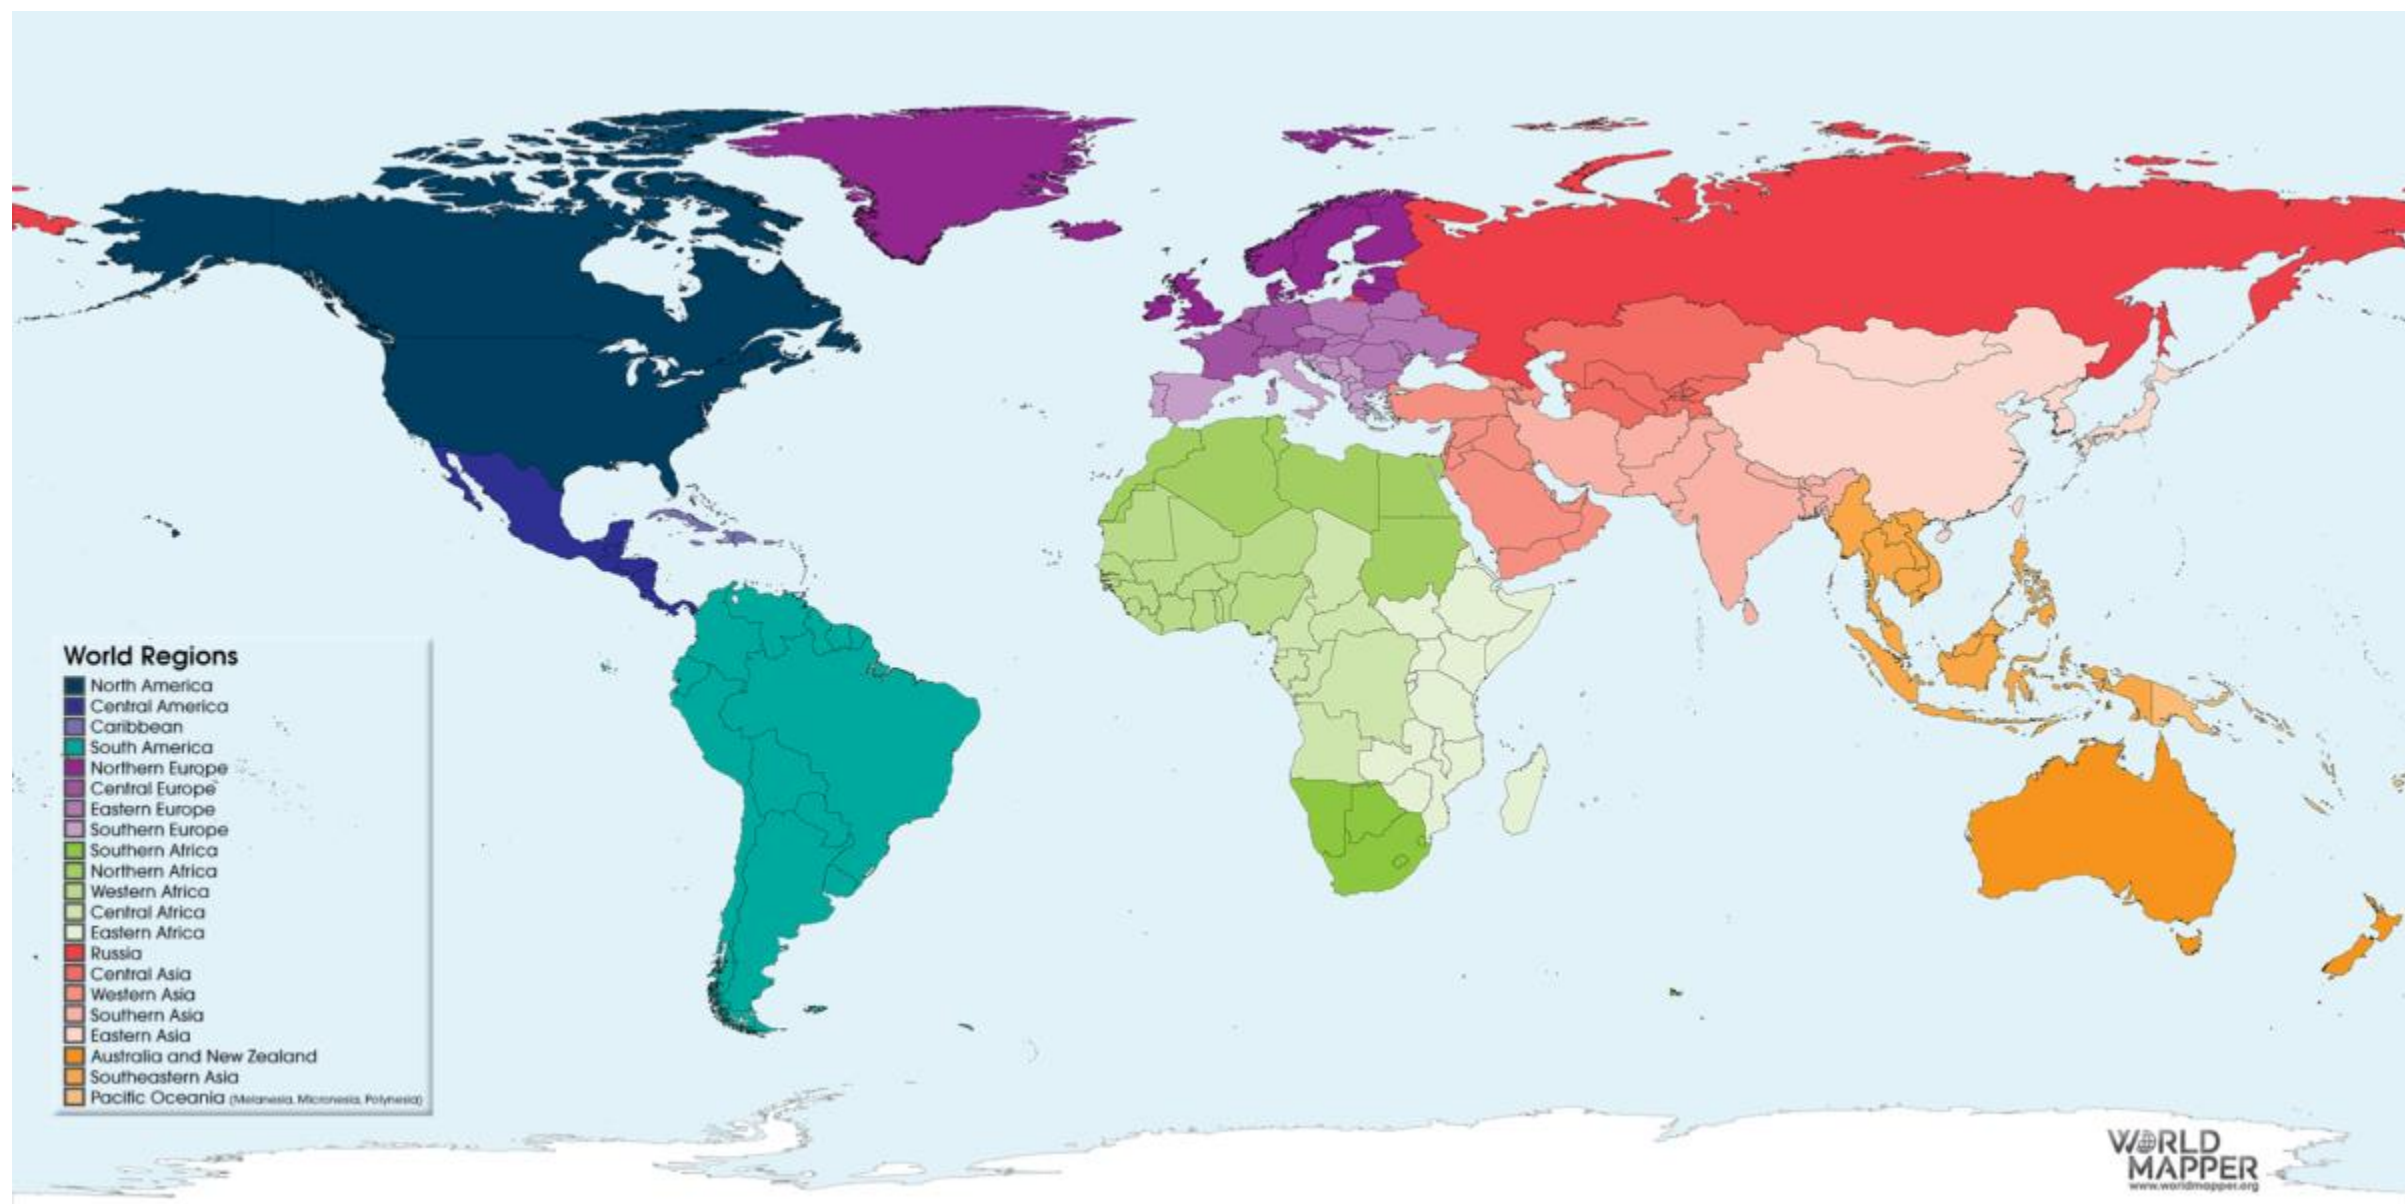 World Regions
North America
Central America
Caribbean
South America
Northern Europe
Central Europe
Eastern Europe
Southern Europe
Southern Africa
Northern Africa
Western Africa
Central Africa
Eastern Africa
Russia
Central Asia
Western Asia
Southern Asia
Eastern Asia
Australia and New Zealand
Southeastern Asia
Pacific Oceania (Melanesia, Micronesia, Polynesia)
WORLD
MAPPER
www.worldmapper.org